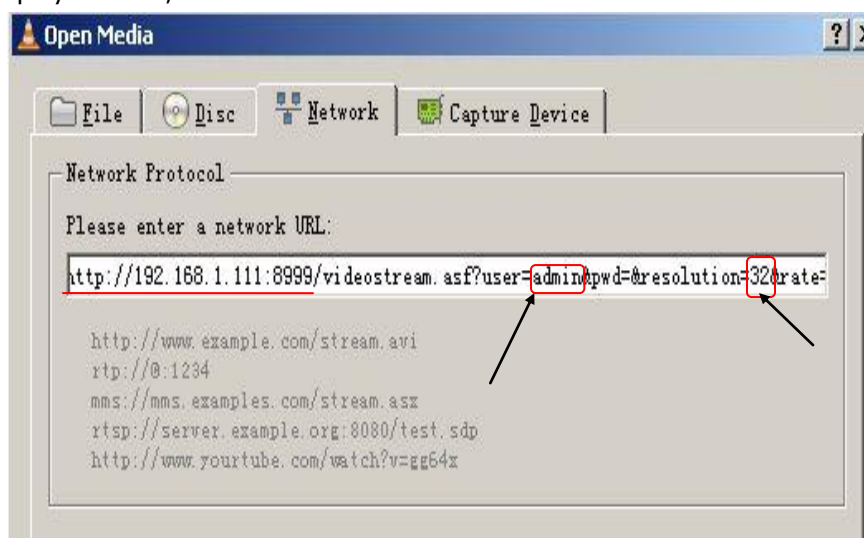 Open Media
File Disc Network Capture Device
Network Protocol
Please enter a network URL:
http://192.168.1.111:8999/videostream.asf?user=admin&pwd=&resolution=32&rate=
http://www.example.com/stream.avi
rtp://@:1234
mms://mms.examples.com/stream.asx
rtsp://server.example.org:8080/test.sdp
http://www.yourtube.com/watch?v=gg64x